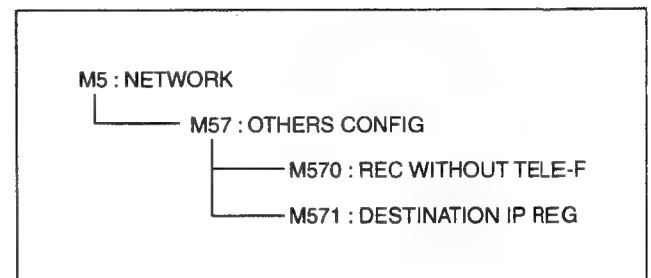 M5 : NETWORK
M57 : OTHERS CONFIG
M570 : REC WITHOUT TELE-F
M571 : DESTINATION IP REG